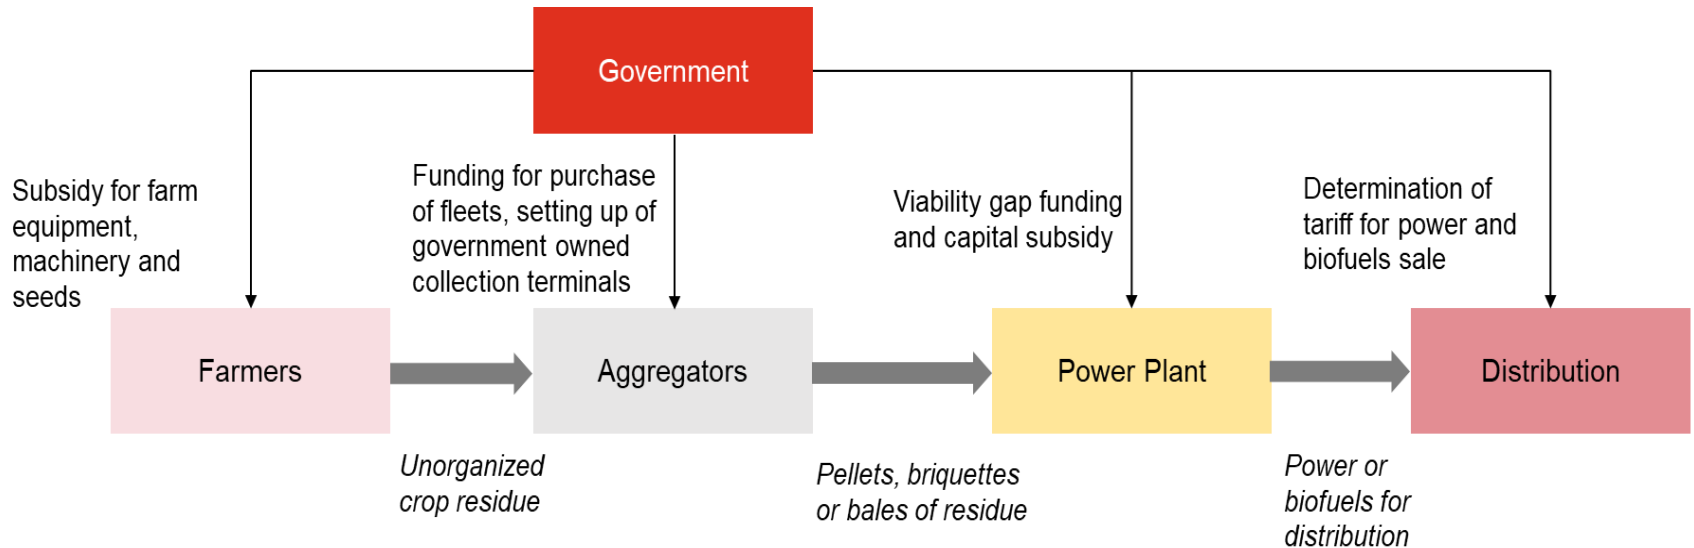 Government
Subsidy for farm
equipment,
machinery and
seeds
Funding for purchase
of fleets, setting up of
government owned
collection terminals
Viability gap funding
and capital subsidy
Determination of
tariff for power and
biofuels sale
Farmers
Aggregators
Power Plant
Distribution
Unorganized
crop residue
Pellets, briquettes
or bales of residue
Power or
biofuels for
distribution